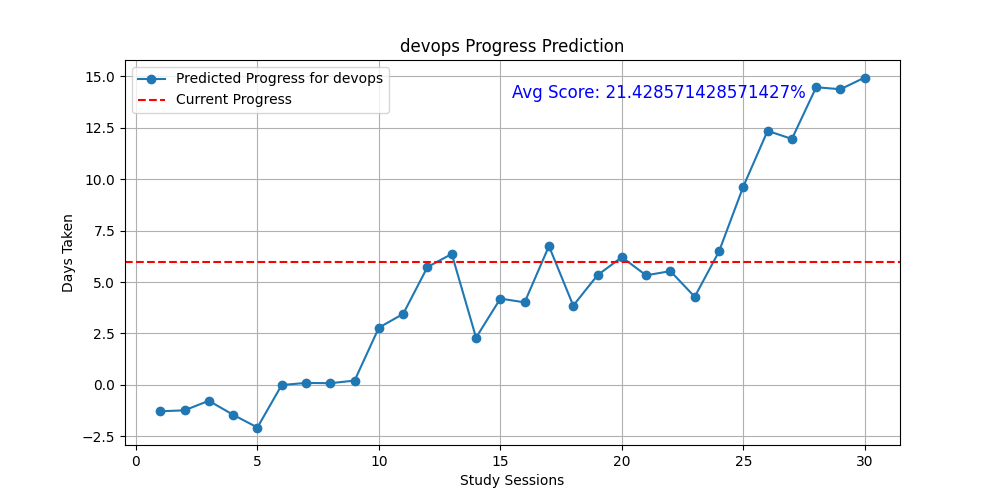 devops Progress Prediction
Predicted Progress for devops
Current Progress
Avg Score: 21.428571428571427%
Days Taken
15.0
12.5
10.0
7.5
5.0
2.5
0.0
−2.5
0 5 10 15 20 25 30
Study Sessions